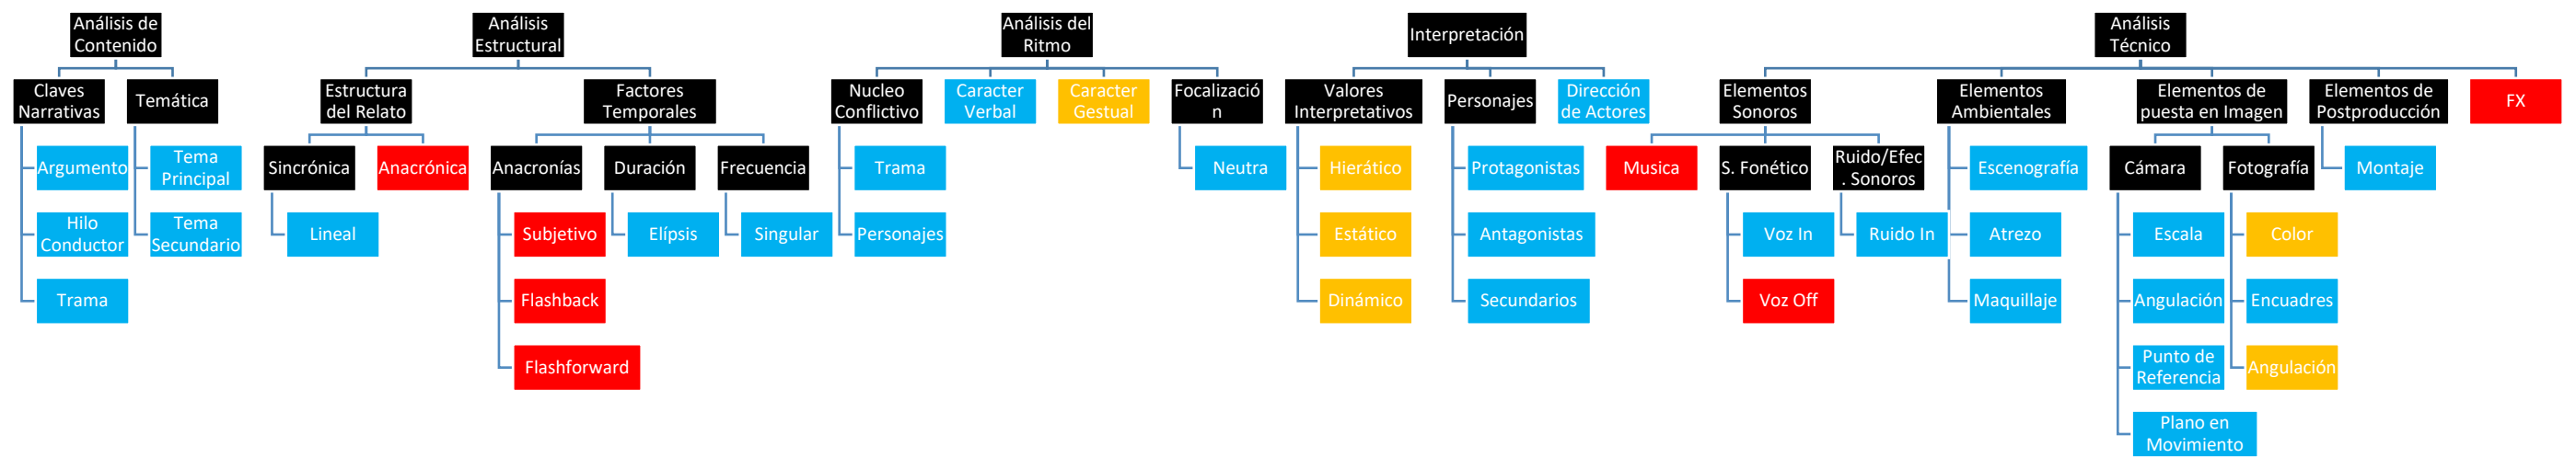 Análisis de
Contenido
Claves
Narrativas
Argumento
Hilo
Conductor
Trama
Temática
Tema
Principal
Tema
Secundario
Análisis
Estructural
Estructura
del Relato
Sincrónica
Lineal
Anacrónica
Factores
Temporales
Anacronías
Subjetivo
Flashback
Flashforward
Duración
Elípsis
Frecuencia
Singular
Análisis del
Ritmo
Nucleo
Conflictivo
Trama
Personajes
Caracter
Verbal
Caracter
Gestual
Focalizació
n
Neutra
Interpretación
Valores
Interpretativos
Hierático
Estático
Dinámico
Personajes
Protagonistas
Antagonistas
Secundarios
Dirección
de Actores
Análisis
Técnico
Elementos
Sonoros
Musica
S. Fonético
Voz In
Voz Off
Ruido/Efec
. Sonoros
Ruido In
Elementos
Ambientales
Escenografía
Atrezo
Maquillaje
Elementos de
puesta en Imagen
Cámara
Escala
Angulación
Punto de
Referencia
Plano en
Movimiento
Fotografía
Color
Encuadres
Angulación
Elementos de
Postproducción
Montaje
FX